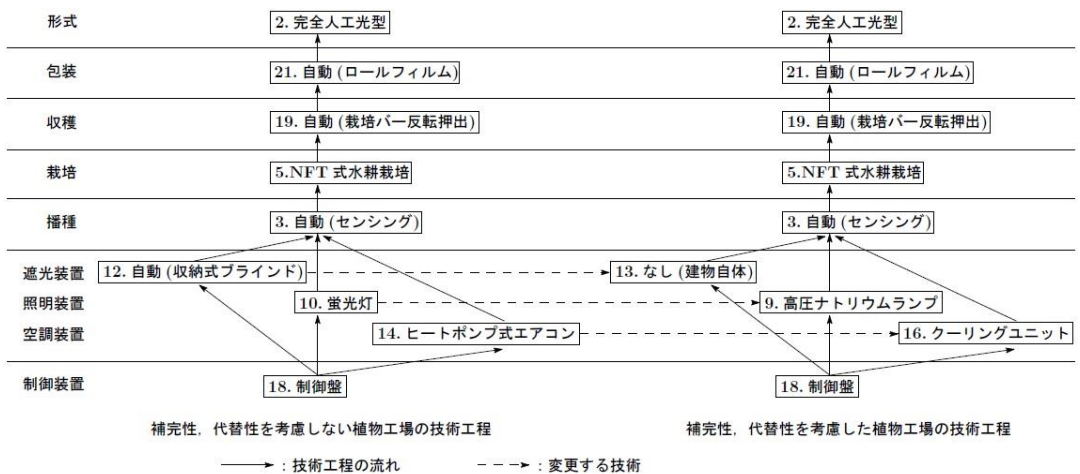 形式
2. 完全人工光型
2. 完全人工光型
包装
21. 自動 (ロールフィルム)
21. 自動 (ロールフィルム)
収穫
19. 自動 (栽培バー反転押出)
19. 自動 (栽培バー反転押出)
栽培
5.NFT 式水耕栽培
5.NFT 式水耕栽培
播種
3. 自動 (センシング)
3. 自動 (センシング)
遮光装置
12. 自動 (収納式ブラインド)
13. なし (建物自体)
照明装置
10. 蛍光灯
9. 高圧ナトリウムランプ
空調装置
14. ヒートポンプ式エアコン
16. クーリングユニット
制御装置
18. 制御盤
18. 制御盤
補完性, 代替性を考慮しない植物工場の技術工程
補完性, 代替性を考慮した植物工場の技術工程
: 技術工程の流れ
: 変更する技術